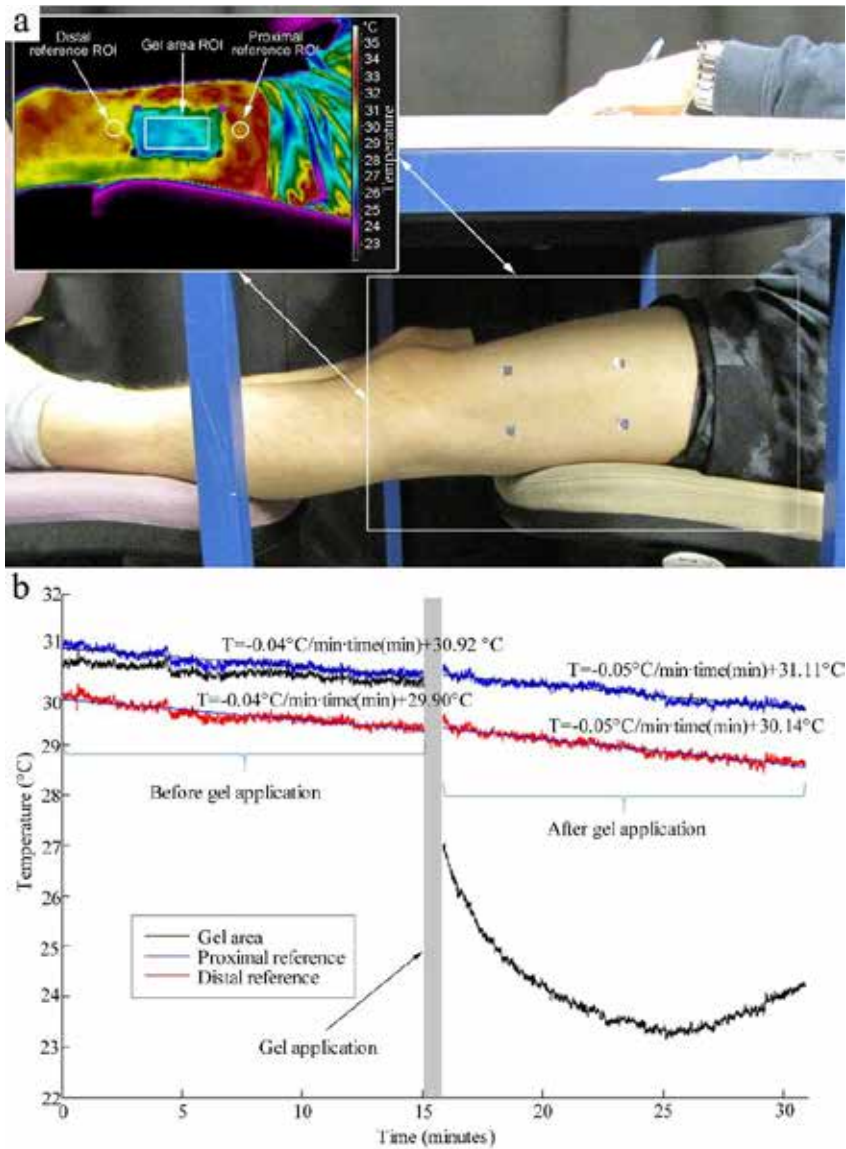 a
°C
Distal
reference ROI
Gel area ROI
Proximal
reference ROI
35
34
33
32
31
30
29
28
27
26
25
24
23
Temperature
b
32
31
30
29
28
27
26
25
24
23
22
Temperature (°C)
T=-0.04°C/min·time(min)+30.92 °C
T=-0.05°C/min·time(min)+31.11°C
T=-0.04°C/min·time(min)+29.90°C
T=-0.05°C/min·time(min)+30.14°C
Before gel application
After gel application
Gel area
Proximal reference
Distal reference
Gel application
0 5 10 15 20 25 30
Time (minutes)